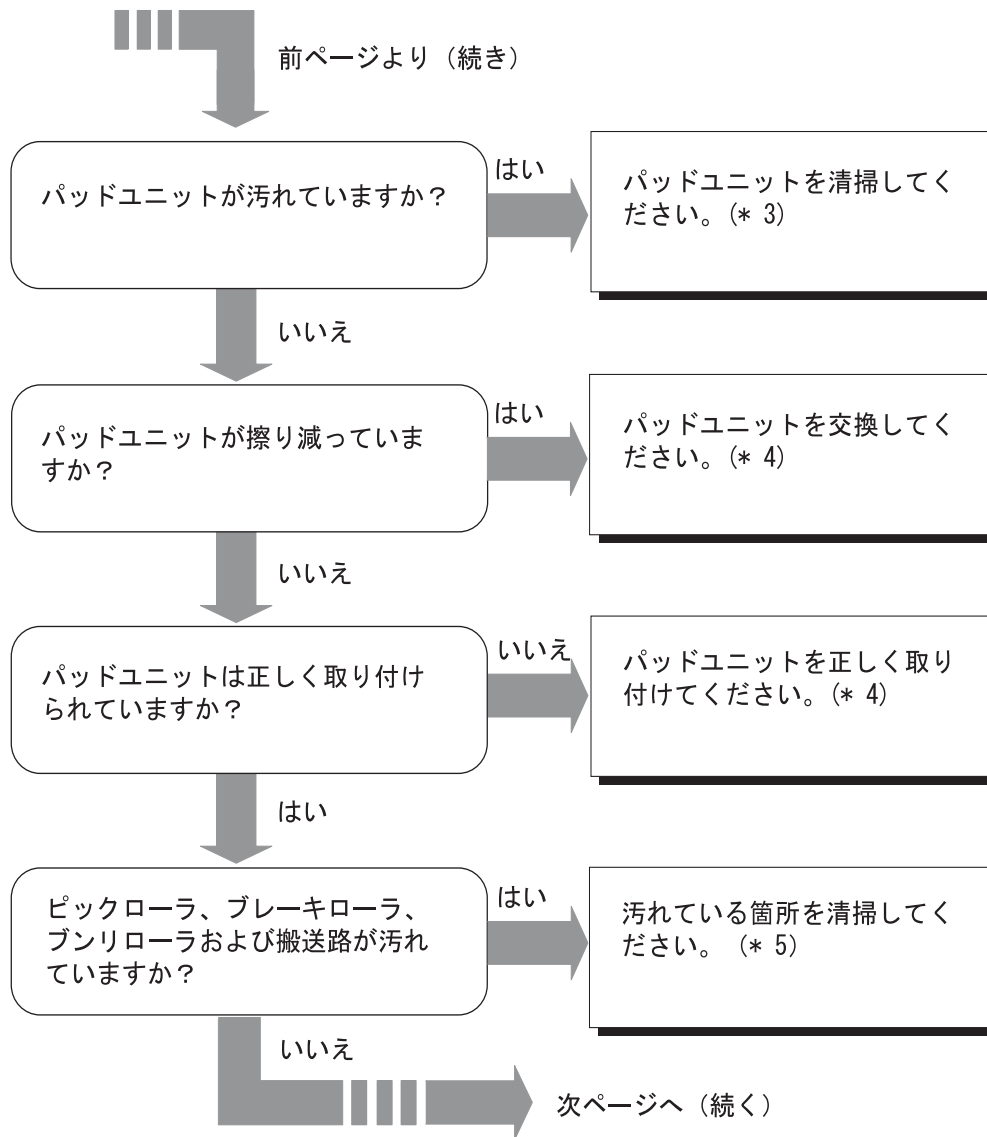 前ページより（続き）
パッドユニットが汚れていますか？
はい
パッドユニットを清掃してく
ださい。(* 3)
いいえ
パッドユニットが擦り減っていま
すか？
はい
パッドユニットを交換してく
ださい。(* 4)
いいえ
パッドユニットは正しく取り付け
られていますか？
いいえ
パッドユニットを正しく取り
付けてください。(* 4)
はい
ピックローラ、ブレーキローラ、
ブンリローラおよび搬送路が汚れ
ていますか？
はい
汚れている箇所を清掃してく
ださい。 (* 5)
いいえ
次ページへ（続く）